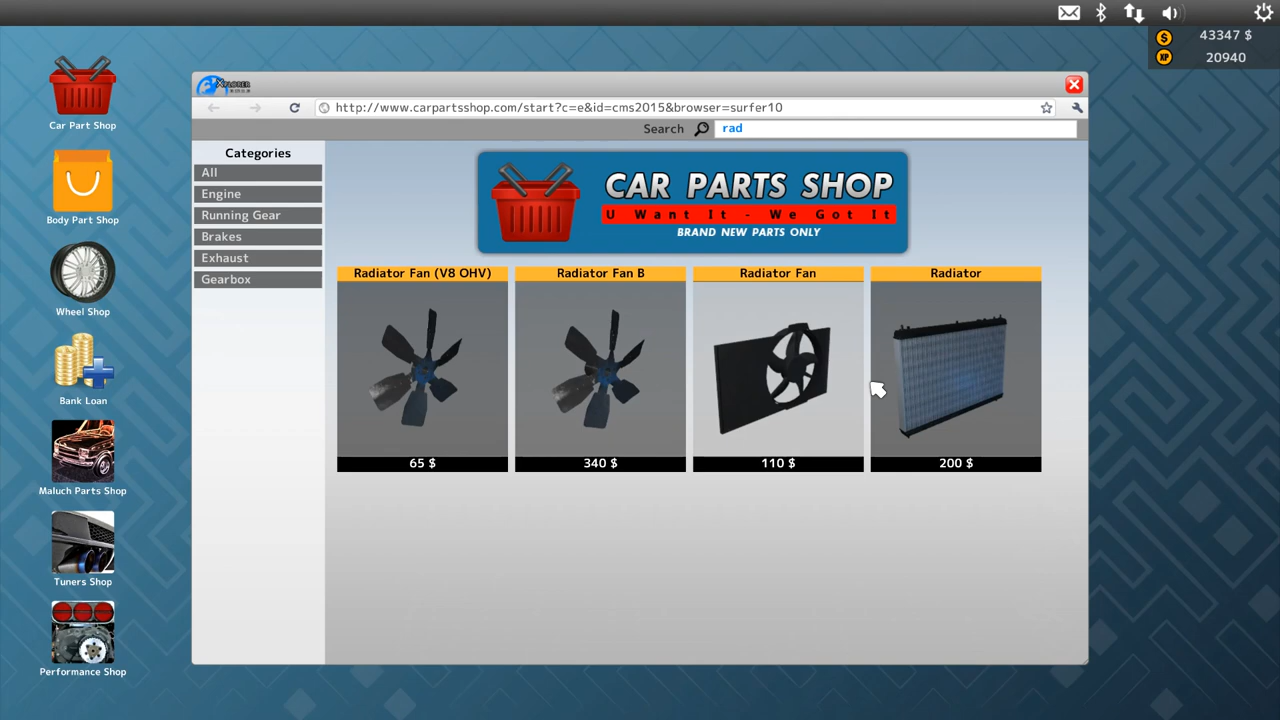 43347 $
20940
Car Part Shop
Body Part Shop
Wheel Shop
Bank Loan
Maluch Parts Shop
Tuners Shop
Performance Shop
XPLORER
http://www.carpartsshop.com/start?c=e&id=cms2015&browser=surfer10
Search rad
Categories
All
Engine
Running Gear
Brakes
Exhaust
Gearbox
CAR PARTS SHOP
U Want It - We Got It
BRAND NEW PARTS ONLY
Radiator Fan (V8 OHV)
65 $
Radiator Fan B
340 $
Radiator Fan
110 $
Radiator
200 $